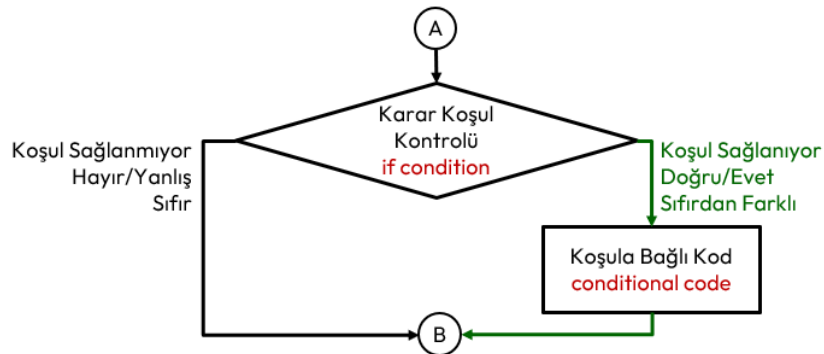 A
Karar Koşul
Kontrolü
if condition
Koşul Sağlanmıyor
Hayır/Yanlış
Sıfır
Koşul Sağlanıyor
Doğru/Evet
Sıfırdan Farklı
Koşula Bağlı Kod
conditional code
B